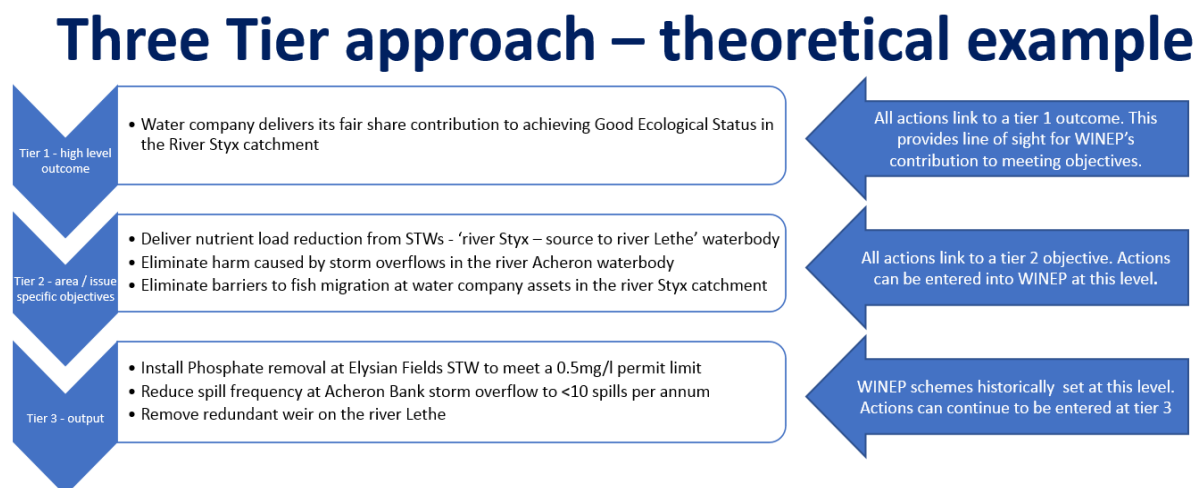 Three Tier approach – theoretical example
Tier 1 - high level
outcome
• Water company delivers its fair share contribution to achieving Good Ecological Status in
the River Styx catchment
All actions link to a tier 1 outcome. This
provides line of sight for WINEP’s
contribution to meeting objectives.
Tier 2 - area / issue
specific objectives
• Deliver nutrient load reduction from STWs - ‘river Styx – source to river Lethe’ waterbody
• Eliminate harm caused by storm overflows in the river Acheron waterbody
• Eliminate barriers to fish migration at water company assets in the river Styx catchment
All actions link to a tier 2 objective. Actions
can be entered into WINEP at this level.
Tier 3 - output
• Install Phosphate removal at Elysian Fields STW to meet a 0.5mg/l permit limit
• Reduce spill frequency at Acheron Bank storm overflow to <10 spills per annum
• Remove redundant weir on the river Lethe
WINEP schemes historically set at this level.
Actions can continue to be entered at tier 3